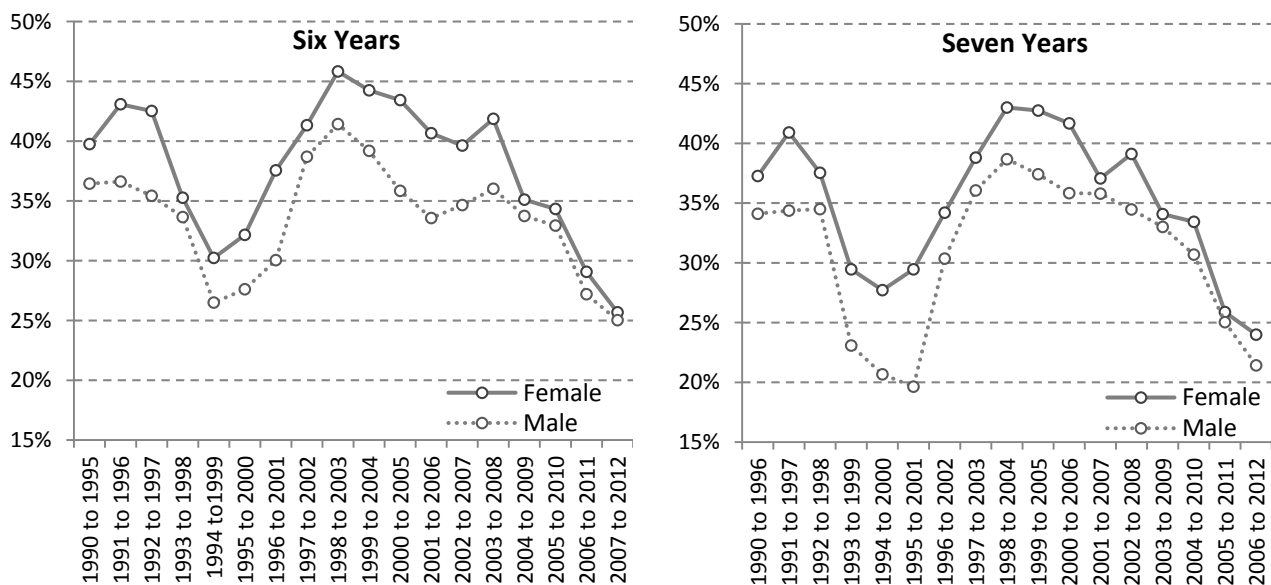 Six Years
50%
45%
40%
35%
30%
25%
20%
15%
Female
Male
1990 to 1995
1991 to 1996
1992 to 1997
1993 to 1998
1994 to1999
1995 to 2000
1996 to 2001
1997 to 2002
1998 to 2003
1999 to 2004
2000 to 2005
2001 to 2006
2002 to 2007
2003 to 2008
2004 to 2009
2005 to 2010
2006 to 2011
2007 to 2012
Seven Years
50%
45%
40%
35%
30%
25%
20%
15%
Female
Male
1990 to 1996
1991 to 1997
1992 to 1998
1993 to 1999
1994 to 2000
1995 to 2001
1996 to 2002
1997 to 2003
1998 to 2004
1999 to 2005
2000 to 2006
2001 to 2007
2002 to 2008
2003 to 2009
2004 to 2010
2005 to 2011
2006 to 2012